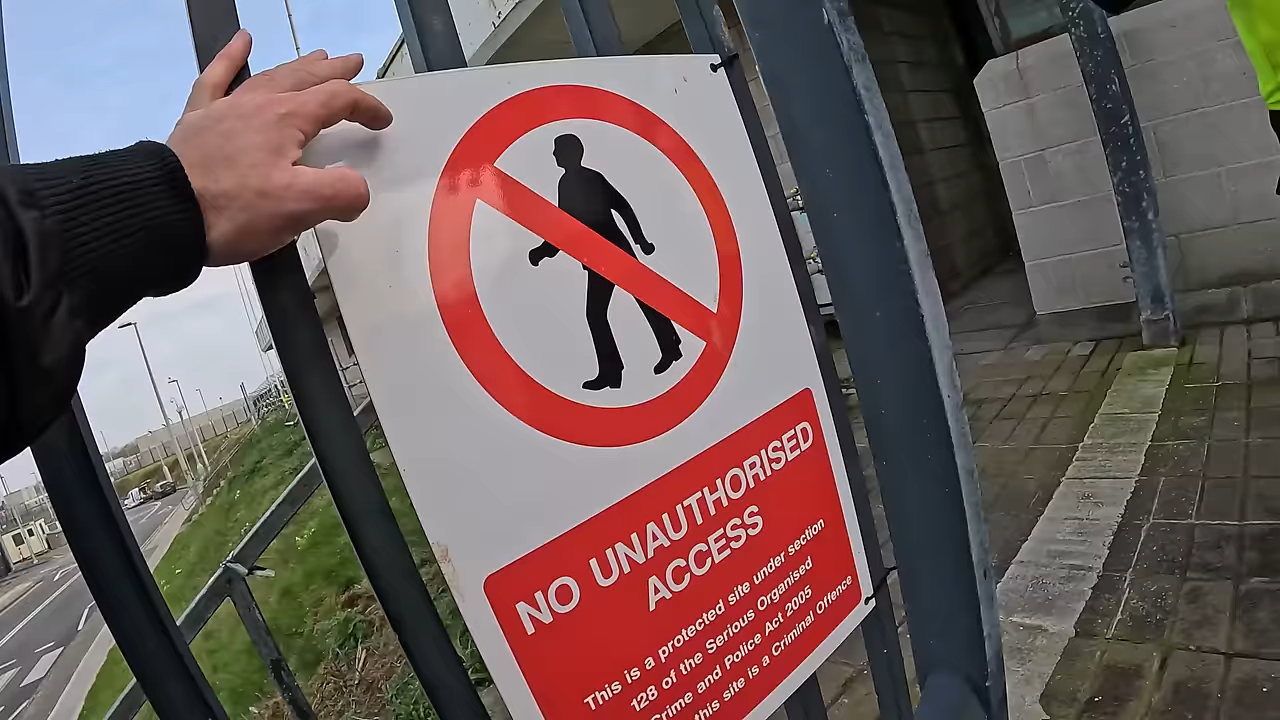 NO UNAUTHORISED
ACCESS
This is a protected site under section
128 of the Serious Organised
Crime and Police Act 2005
this site is a Criminal Offence